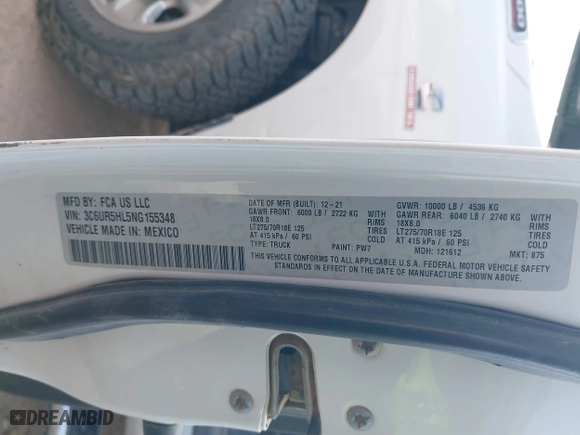 MFD BY: FCA US LLC
VIN: 3C6UR5HL5NG155348
VEHICLE MADE IN: MEXICO
DATE OF MFR (BUILT): 12-21
GVWR: 10000 LB / 4536 KG
GAWR FRONT: 6000 LB / 2722 KG WITH
GAWR REAR: 6040 LB / 2740 KG WITH
18X8.0 RIMS
18X8.0 RIMS
LT275/70R18E 125 TIRES
LT275/70R18E 125 TIRES
AT 415 kPa / 60 PSI COLD
AT 415 kPa / 60 PSI COLD
TYPE: TRUCK PAINT: PW7 MDH: 121612 MKT: 875
THIS VEHICLE CONFORMS TO ALL APPLICABLE U.S.A. FEDERAL MOTOR VEHICLE SAFETY
STANDARDS IN EFFECT ON THE DATE OF MANUFACTURE SHOWN ABOVE
DREAMBID